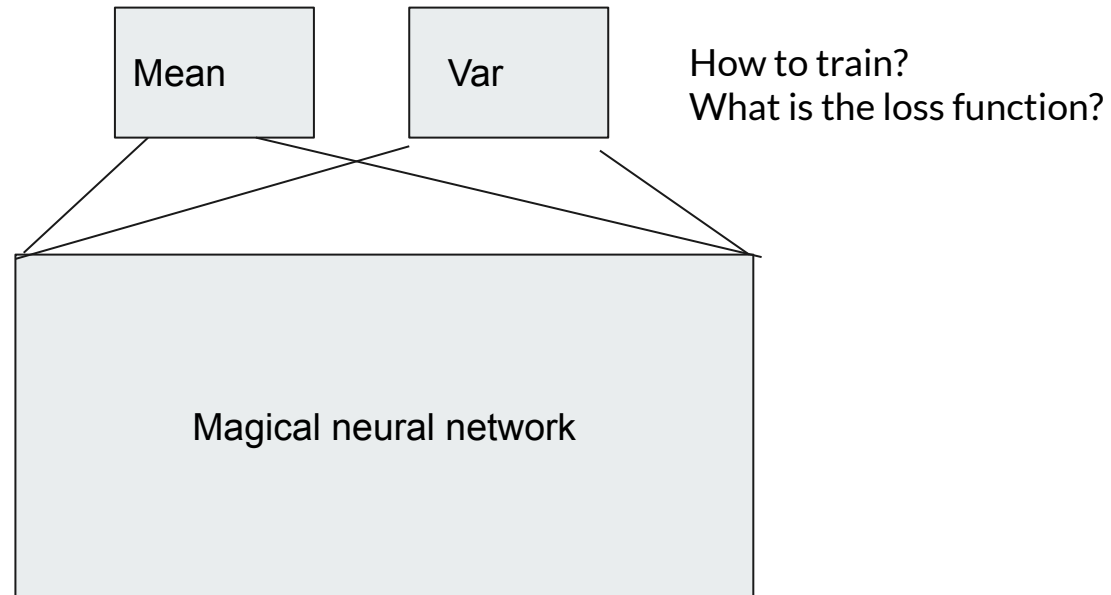 Mean
Var
How to train?
What is the loss function?
Magical neural network